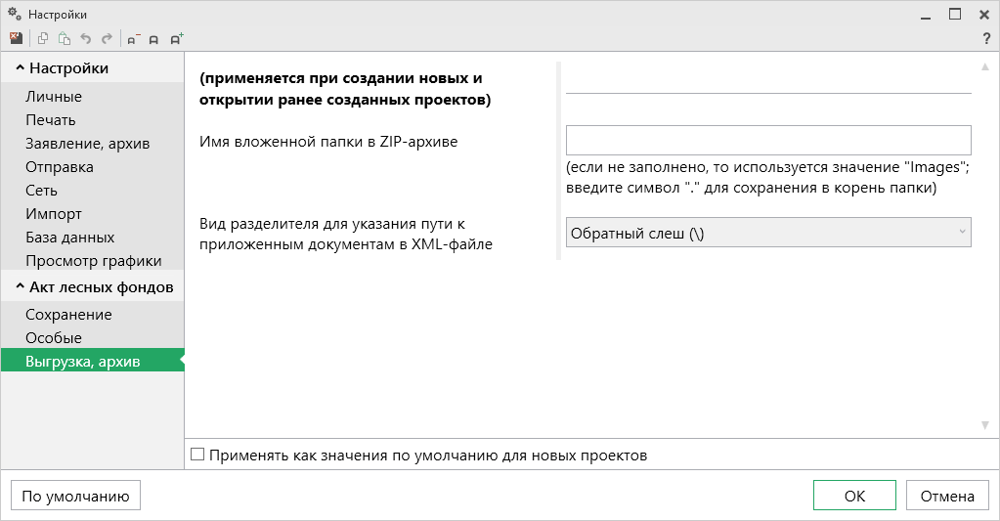 Настройки
?
Настройки
Личные
Печать
Заявление, архив
Отправка
Сеть
Импорт
База данных
Просмотр графики
Акт лесных фондов
Сохранение
Особые
Выгрузка, архив
(применяется при создании новых и
открытии ранее созданных проектов)
Имя вложенной папки в ZIP-архиве
(если не заполнено, то используется значение "Images";
введите символ "." для сохранения в корень папки)
Вид разделителя для указания пути к
приложенным документам в XML-файле
Обратный слеш (\)
Применять как значения по умолчанию для новых проектов
По умолчанию
ОК
Отмена